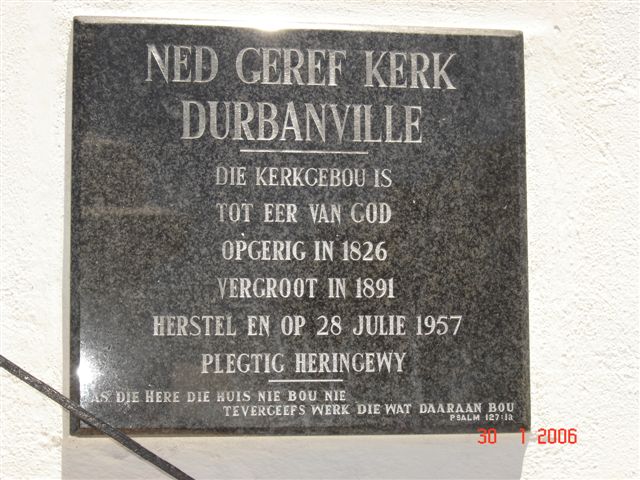 NED GEREF KERK
DURBANVILLE
DIE KERKGEBOU IS
TOT EER VAN GOD
OPGERIG IN 1826
VERGROOT IN 1891
HERSTEL EN OP 28 JULIE 1957
PLEGTIG HERINGEWY
AS DIE HERE DIE HUIS NIE BOU NIE
TEVERGEEFS WERK DIE WAT DAARAAN BOU
PSALM 127:1a
30 1 2006